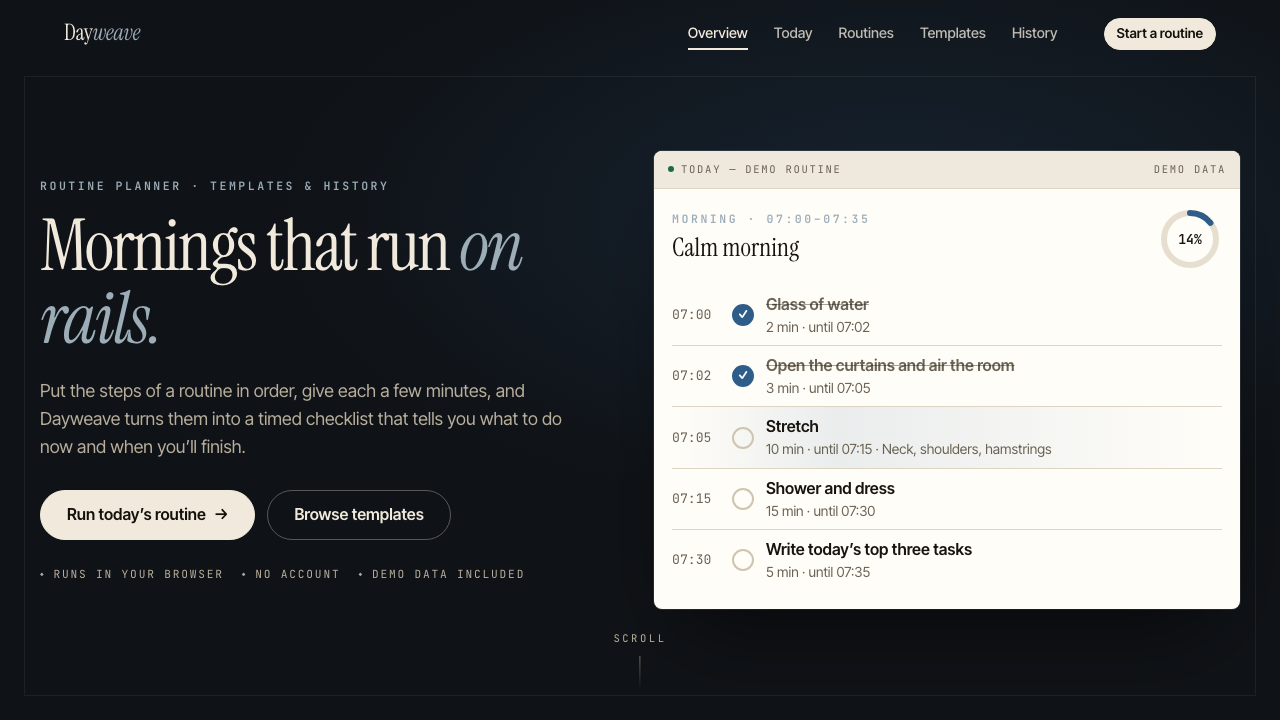 Dayweave
Overview Today Routines Templates History Start a routine
ROUTINE PLANNER · TEMPLATES & HISTORY
Mornings that run on
rails.
Put the steps of a routine in order, give each a few minutes, and
Dayweave turns them into a timed checklist that tells you what to do
now and when you’ll finish.
Run today’s routine → Browse templates
• RUNS IN YOUR BROWSER • NO ACCOUNT • DEMO DATA INCLUDED
TODAY — DEMO ROUTINE DEMO DATA
MORNING · 07:00–07:35
Calm morning
14%
07:00 Glass of water
2 min · until 07:02
07:02 Open the curtains and air the room
3 min · until 07:05
07:05 Stretch
10 min · until 07:15 · Neck, shoulders, hamstrings
07:15 Shower and dress
15 min · until 07:30
07:30 Write today’s top three tasks
5 min · until 07:35
SCROLL